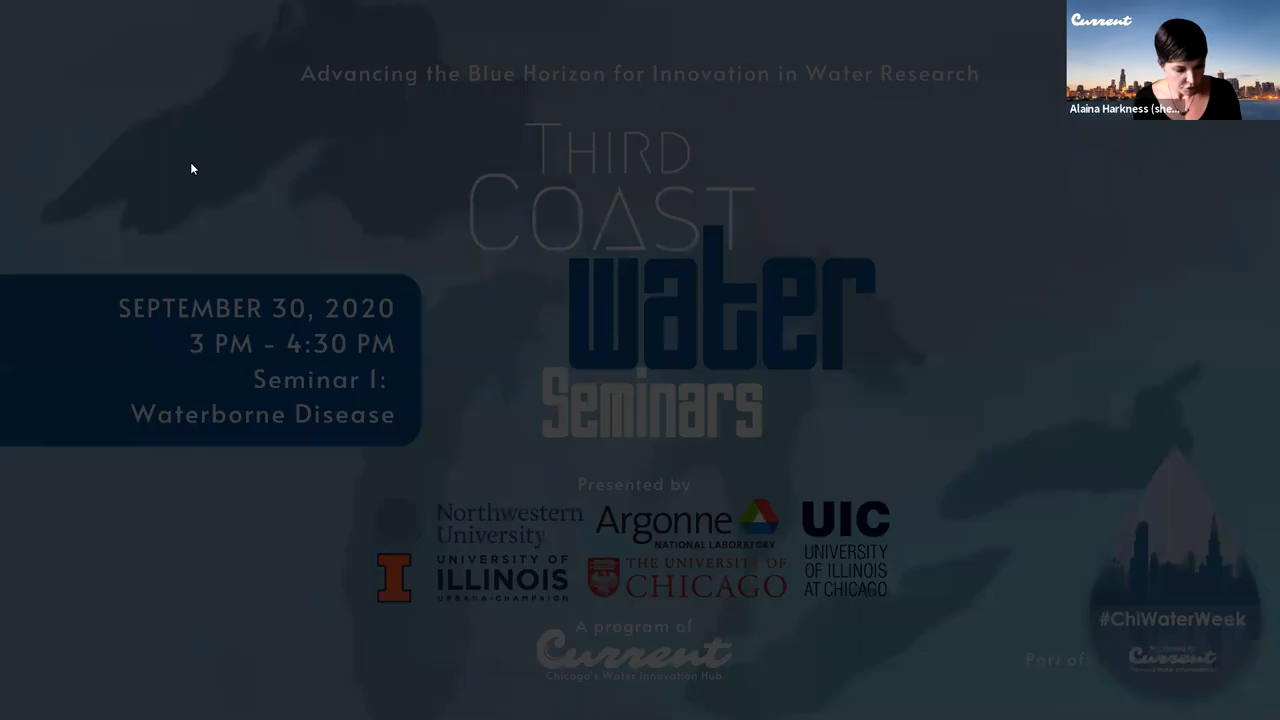 Current
Alaina Harkness (she...
Advancing the Blue Horizon for Innovation in Water Research
THIRD
COAST
water
Seminars
SEPTEMBER 30, 2020
3 PM - 4:30 PM
Seminar 1:
Waterborne Disease
Presented by
Northwestern
University
Argonne
NATIONAL LABORATORY
UIC
UNIVERSITY
OF ILLINOIS
AT CHICAGO
UNIVERSITY OF
ILLINOIS
URBANA-CHAMPAIGN
THE UNIVERSITY OF
CHICAGO
A program of
Current
Chicago's Water Innovation Hub
#ChiWaterWeek
Part of:
Current